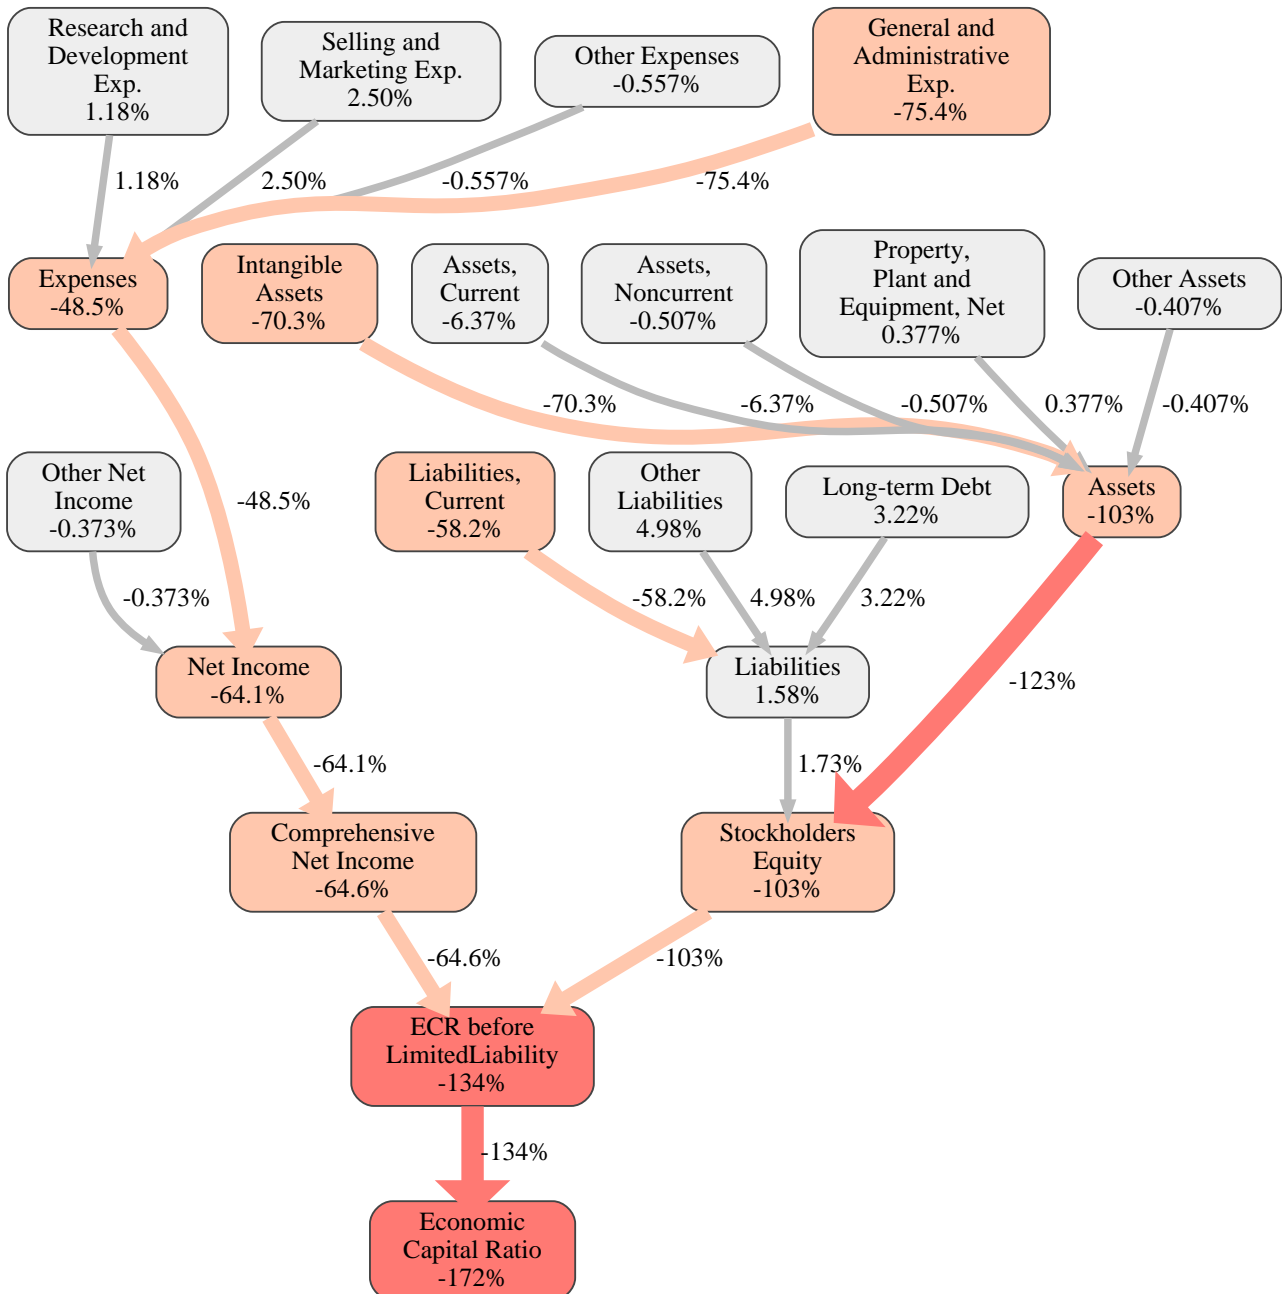 Research and
Development
Exp.
1.18%
Selling and
Marketing Exp.
2.50%
Other Expenses
-0.557%
General and
Administrative
Exp.
-75.4%
1.18%
2.50%
-0.557%
-75.4%
Expenses
-48.5%
Intangible
Assets
-70.3%
Assets,
Current
-6.37%
Assets,
Noncurrent
-0.507%
Property,
Plant and
Equipment, Net
0.377%
Other Assets
-0.407%
-70.3%
-6.37%
-0.507%
0.377%
-0.407%
-48.5%
Other Net
Income
-0.373%
Liabilities,
Current
-58.2%
Other
Liabilities
4.98%
Long-term Debt
3.22%
Assets
-103%
-0.373%
-58.2%
4.98%
3.22%
Net Income
-64.1%
Liabilities
1.58%
-123%
-64.1%
1.73%
Comprehensive
Net Income
-64.6%
Stockholders
Equity
-103%
-64.6%
-103%
ECR before
LimitedLiability
-134%
-134%
Economic
Capital Ratio
-172%